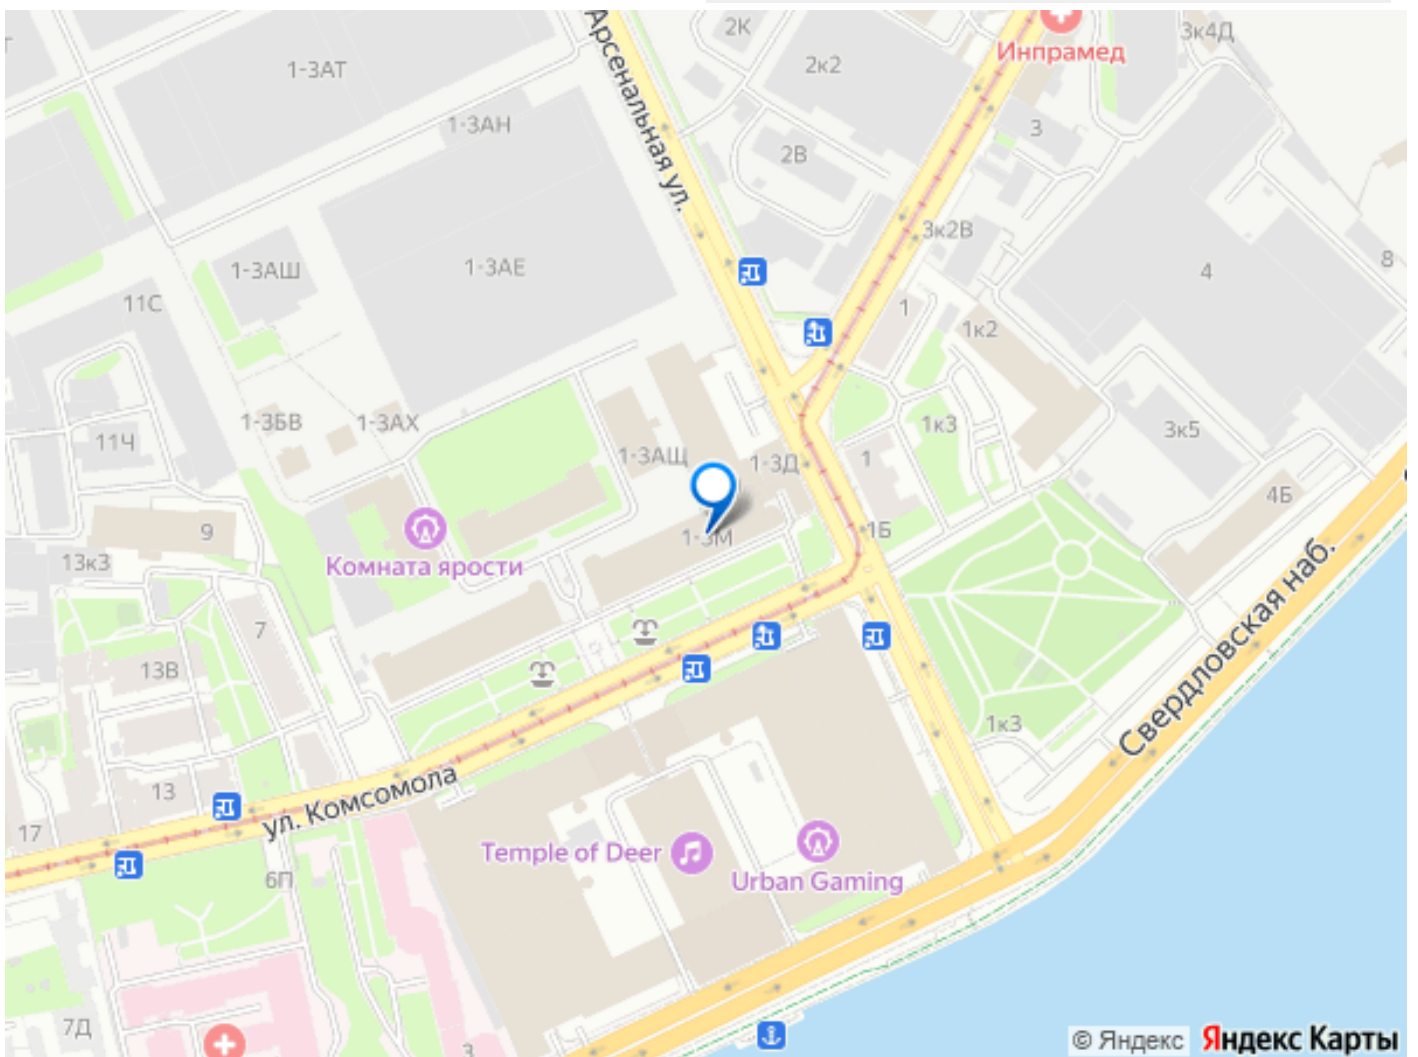 2К
Инпрамед
3к4Д
1-3АТ
2к2
Арсенальная ул.
1-3АН
3
2В
3к2В
1-3АШ
1-3АЕ
8
4
11С
1
1к2
1-3БВ
1-3АХ
1к3
3к5
11Ч
1-3АЩ
1-3Д
1
4Б
9
1Б
1-3М
13к3
Комната ярости
Свердловская наб.
7
13В
1к3
ул. Комсомола
13
17
Temple of Deer
Urban Gaming
6П
7Д
3
© Яндекс
Яндекс Карты